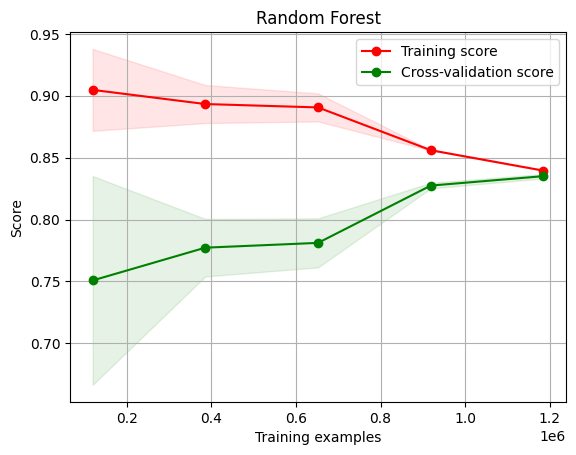 Random Forest
Training score
Cross-validation score
0.95
0.90
0.85
0.80
0.75
0.70
Score
0.2
0.4
0.6
0.8
1.0
1.2
1e6
Training examples